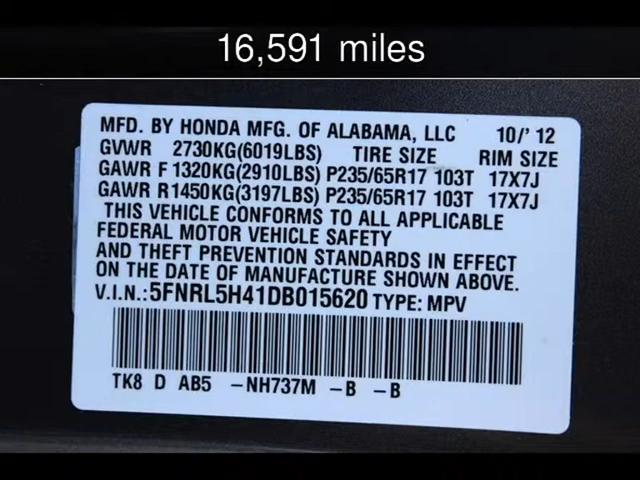 16,591 miles
MFD. BY HONDA MFG. OF ALABAMA, LLC 10/' 12
GVWR 2730KG(6019LBS) TIRE SIZE RIM SIZE
GAWR F 1320KG(2910LBS) P235/65R17 103T 17X7J
GAWR R1450KG(3197LBS) P235/65R17 103T 17X7J
THIS VEHICLE CONFORMS TO ALL APPLICABLE
FEDERAL MOTOR VEHICLE SAFETY
AND THEFT PREVENTION STANDARDS IN EFFECT
ON THE DATE OF MANUFACTURE SHOWN ABOVE.
V.I.N.:5FNRL5H41DB015620 TYPE: MPV
TK8 D AB5 -NH737M -B -B